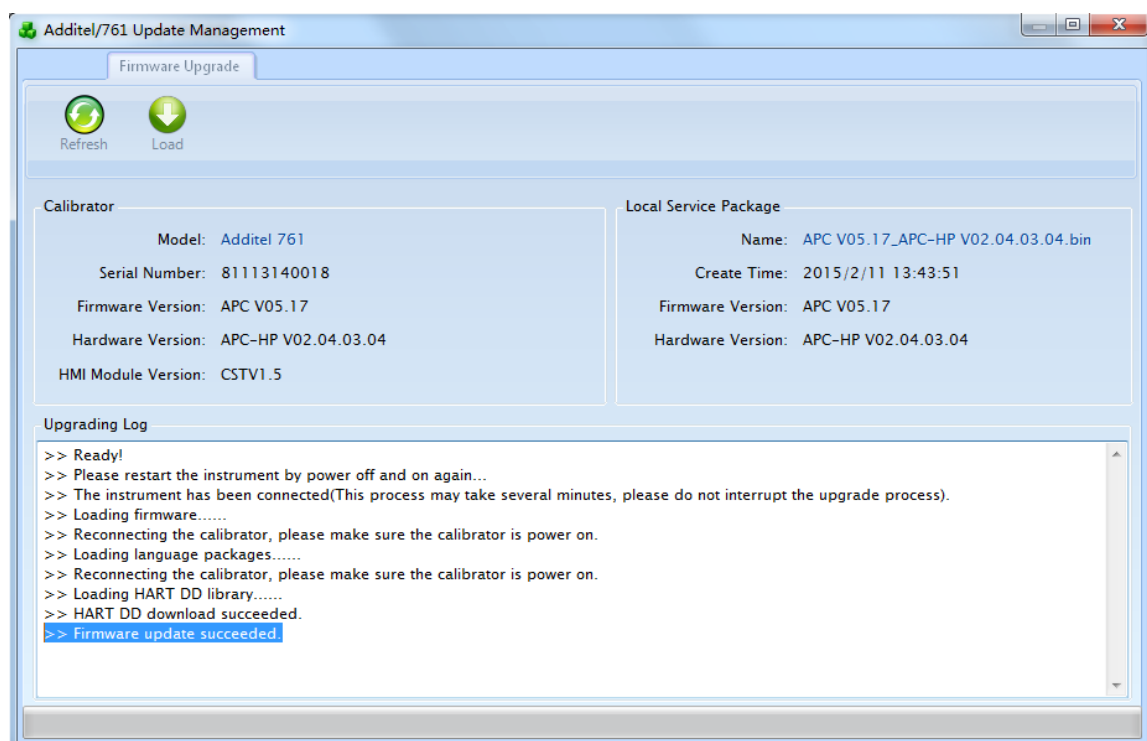 Additel/761 Update Management
Firmware Upgrade
Refresh
Load
Calibrator
Model: Additel 761
Serial Number: 81113140018
Firmware Version: APC V05.17
Hardware Version: APC-HP V02.04.03.04
HMI Module Version: CSTV1.5
Local Service Package
Name: APC V05.17_APC-HP V02.04.03.04.bin
Create Time: 2015/2/11 13:43:51
Firmware Version: APC V05.17
Hardware Version: APC-HP V02.04.03.04
Upgrading Log
>> Ready!
>> Please restart the instrument by power off and on again...
>> The instrument has been connected(This process may take several minutes, please do not interrupt the upgrade process).
>> Loading firmware......
>> Reconnecting the calibrator, please make sure the calibrator is power on.
>> Loading language packages......
>> Reconnecting the calibrator, please make sure the calibrator is power on.
>> Loading HART DD library......
>> HART DD download succeeded.
>> Firmware update succeeded.